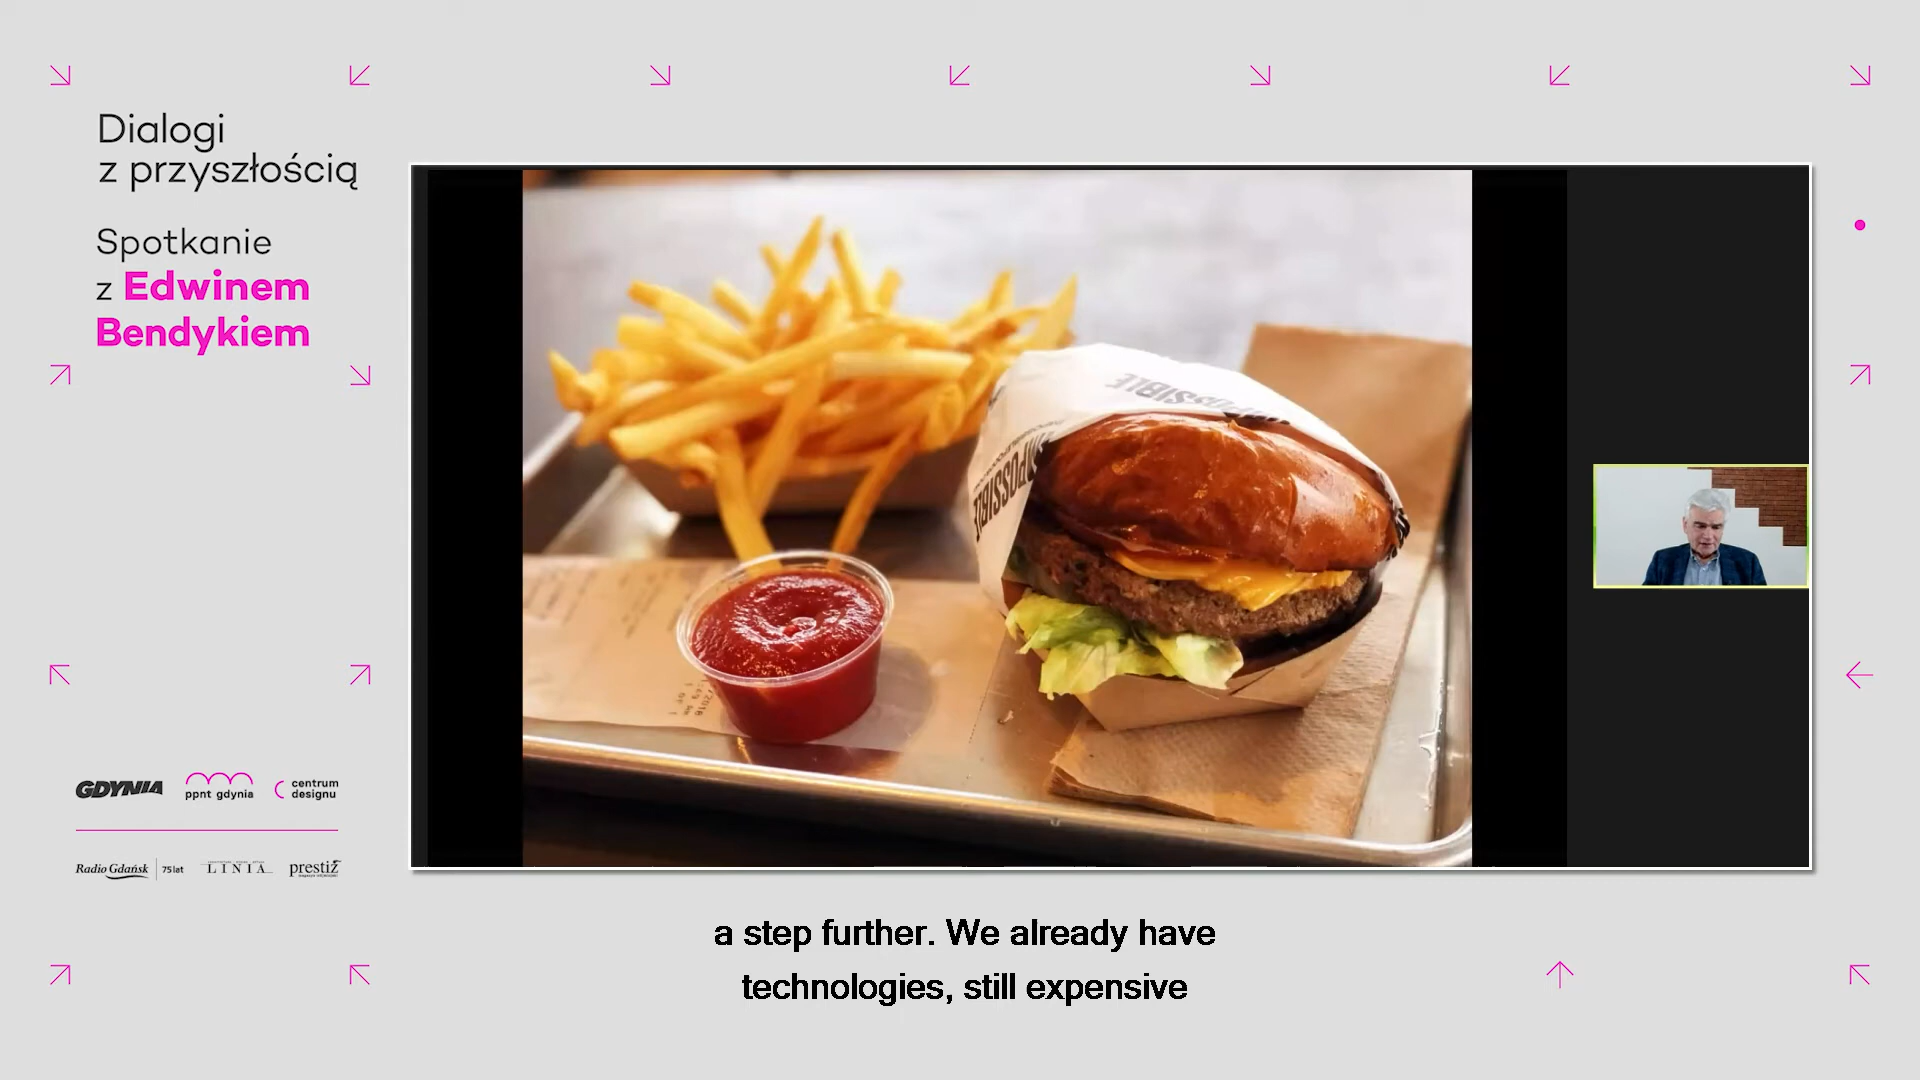 Dialogi
z przyszłością
Spotkanie
z Edwinem
Bendykiem
IMPOSSIBLE
IMPOSSIBLE
GDYNIA
ppnt gdynia
centrum
designu
Radio Gdańsk 75 lat
LINIA
prestiż
a step further. We already have
technologies, still expensive